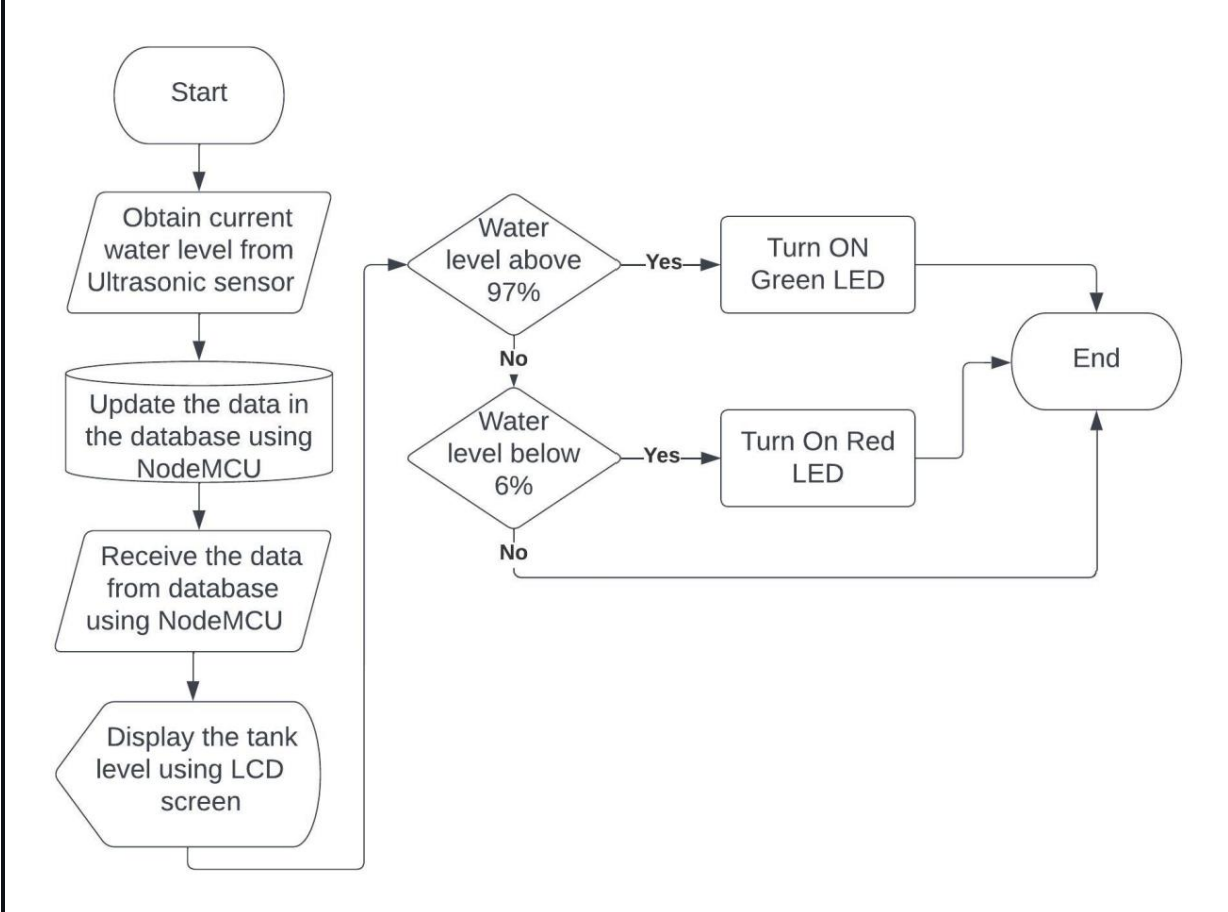 Start
Obtain current
water level from
Ultrasonic sensor
Update the data in
the database using
NodeMCU
Receive the data
from database
using NodeMCU
Display the tank
level using LCD
screen
Water
level above
97%
Yes
Turn ON
Green LED
No
Water
level below
6%
Yes
Turn On Red
LED
No
End